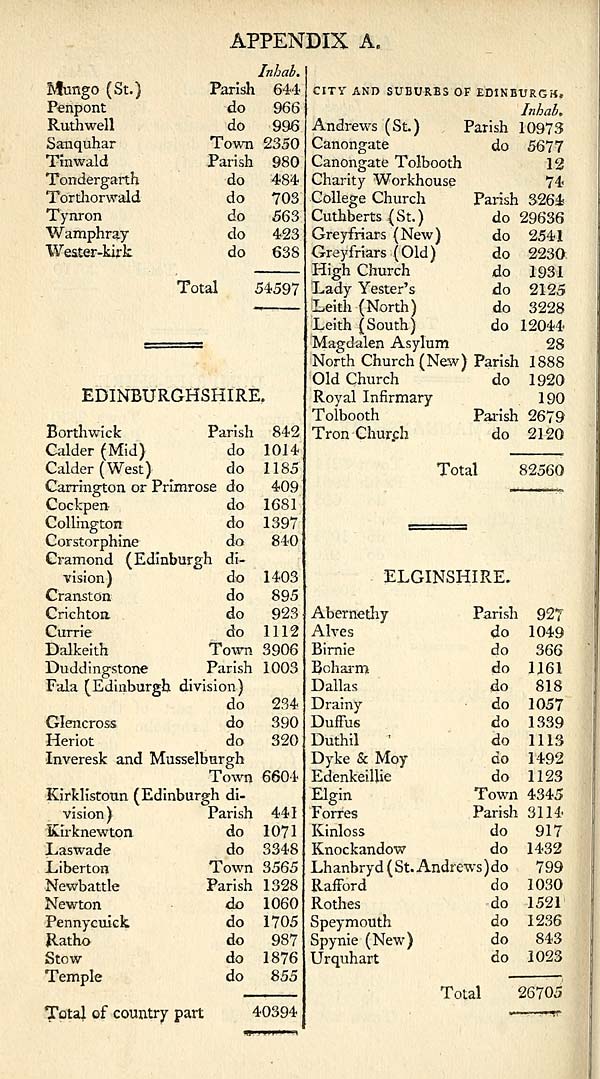 APPENDIX A.
Inhab.
Mungo (St.) Parish 644
Penpont do 966
Ruthwell do 996
Sanquhar Town 2350
Tinwald Parish 980
Tondergarth do 484
Torthorwald do 703
Tynron do 563
Wamphray do 423
Wester-kirk do 638
Total 54597
EDINBURGHSHIRE.
Borthwick Parish 842
Calder (Mid) do 1014
Calder (West) do 1185
Carrington or Primrose do 409
Cockpen do 1681
Collington do 1397
Corstorphine do 840
Cramond (Edinburgh di-
vision) do 1403
Cranston do 895
Crichton do 923
Currie do 1112
Dalkeith Town 3906
Duddingstone Parish 1003
Fala (Edinburgh division)
do 234
Glencross do 390
Heriot do 320
Inveresk and Musselburgh
Town 6604
Kirklistoun (Edinburgh di-
vision) Parish 441
Kirknewton do 1071
Laswade do 3348
Liberton Town 3565
Newbattle Parish 1328
Newton do 1060
Pennycuick do 1705
Ratho do 987
Stow do 1876
Temple do 855
Total of country part 40394
CITY AND SUBURBS OF EDINBURGH.
Inhab.
Andrews (St.) Parish 10973
Canongate do 5677
Canongate Tolbooth 12
Charity Workhouse 74
College Church Parish 3264
Cuthberts (St.) do 29636
Greyfriars (New) do 2541
Greyfriars (Old) do 2230
High Church do 1931
Lady Yester's do 2125
Leith (North) do 3228
Leith (South) do 12044
Magdalen Asylum 28
North Church (New) Parish 1888
Old Church do 1920
Royal Infirmary 190
Tolbooth Parish 2679
Tron Church do 2120
Total 82560
ELGINSHIRE.
Abernethy Parish 927
Alves do 1049
Birnie do 366
Boharm do 1161
Dallas do 818
Drainy do 1057
Duffus do 1339
Duthil do 1113
Dyke & Moy do 1492
Edenkeillie do 1123
Elgin Town 4345
Forres Parish 3114
Kinloss do 917
Knockandow do 1432
Lhanbryd (St. Andrews) do 799
Rafford do 1030
Rothes do 1521
Speymouth do 1236
Spynie (New) do 843
Urquhart do 1023
Total 26705